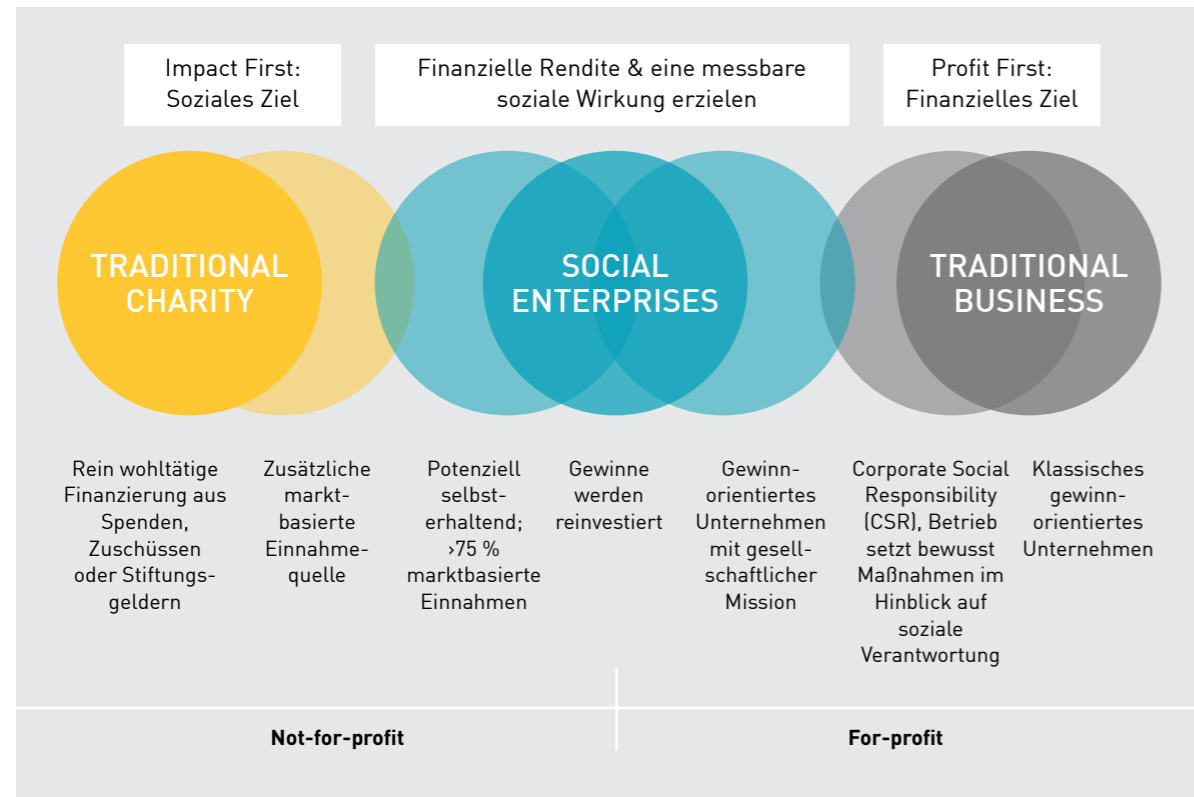 Impact First:
Soziales Ziel
Finanzielle Rendite & eine messbare
soziale Wirkung erzielen
Profit First:
Finanzielles Ziel
TRADITIONAL
CHARITY
SOCIAL
ENTERPRISES
TRADITIONAL
BUSINESS
Rein wohltätige
Finanzierung aus
Spenden,
Zuschüssen
oder Stiftungs-
geldern
Zusätzliche
markt-
basierte
Einnahme-
quelle
Potenziell
selbst-
erhaltend;
›75 %
marktbasierte
Einnahmen
Gewinne
werden
reinvestiert
Gewinn-
orientiertes
Unternehmen
mit gesell-
schaftlicher
Mission
Corporate Social
Responsibility
(CSR), Betrieb
setzt bewusst
Maßnahmen im
Hinblick auf
soziale
Verantwortung
Klassisches
gewinn-
orientiertes
Unternehmen
Not-for-profit
For-profit